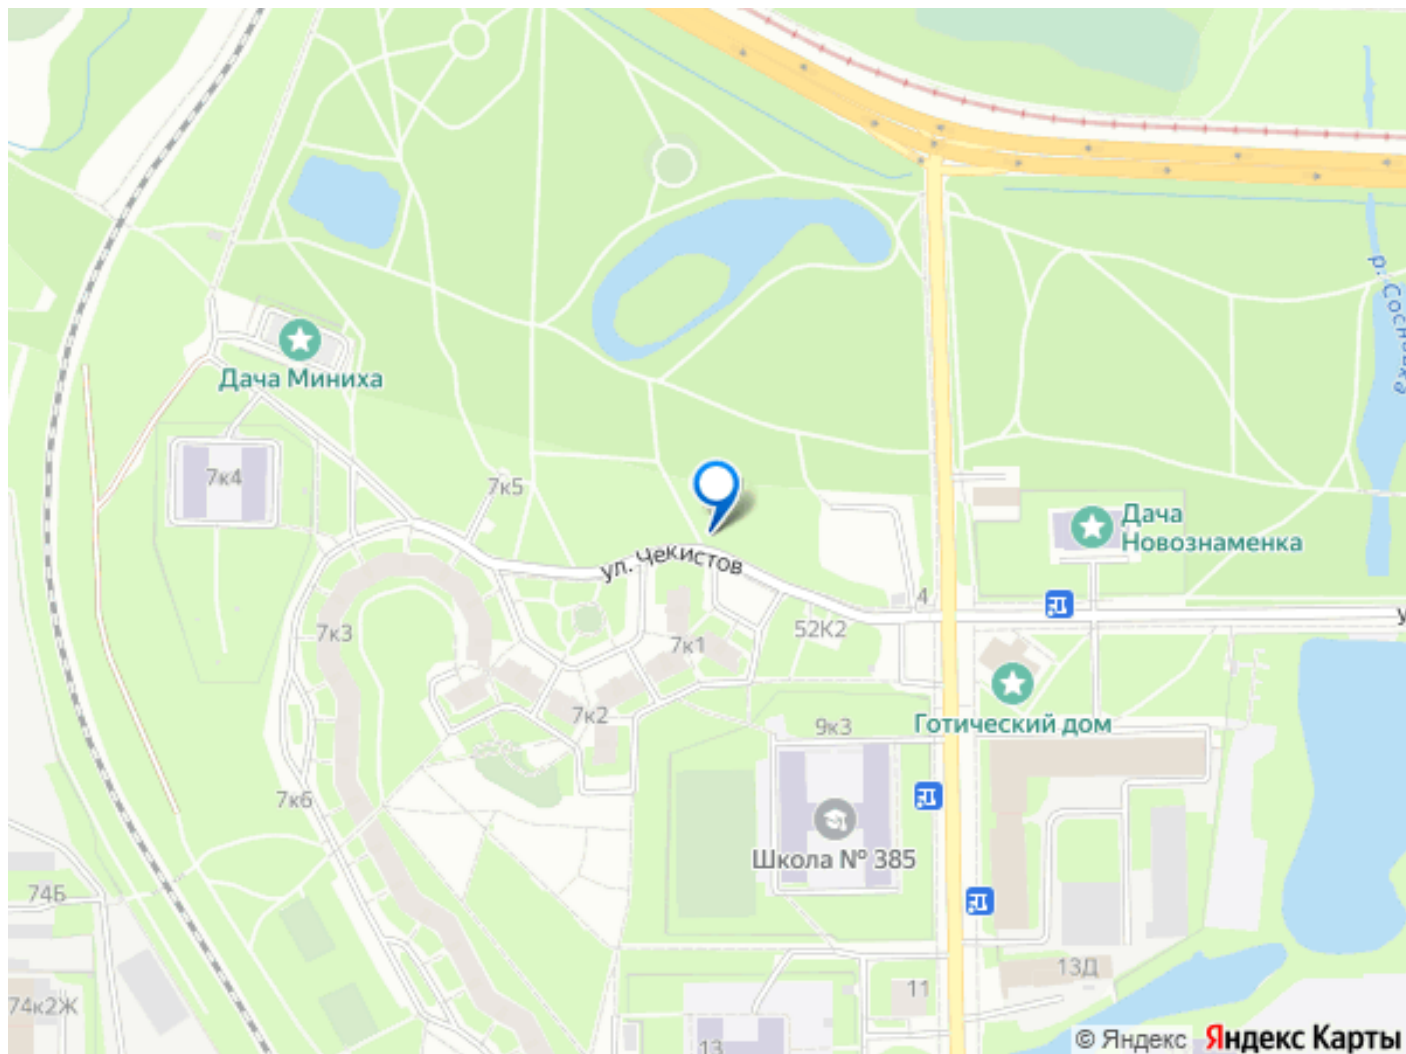 р. Сосновка
Дача Миниха
7к4
7к5
Дача
Новознаменка
ул. Чекистов
4
52К2
7к3
7к1
7к2
Готический дом
9к3
7к6
Школа № 385
74Б
13Д
11
74к2Ж
13
© Яндекс Яндекс Карты